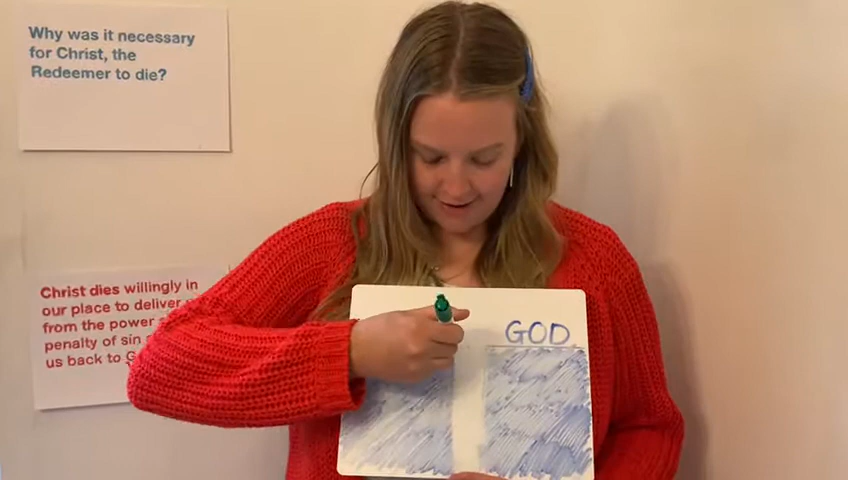 Why was it necessary
for Christ, the
Redeemer to die?
Christ dies willingly in
our place to deliver
from the power
penalty of sin
us back to
GOD